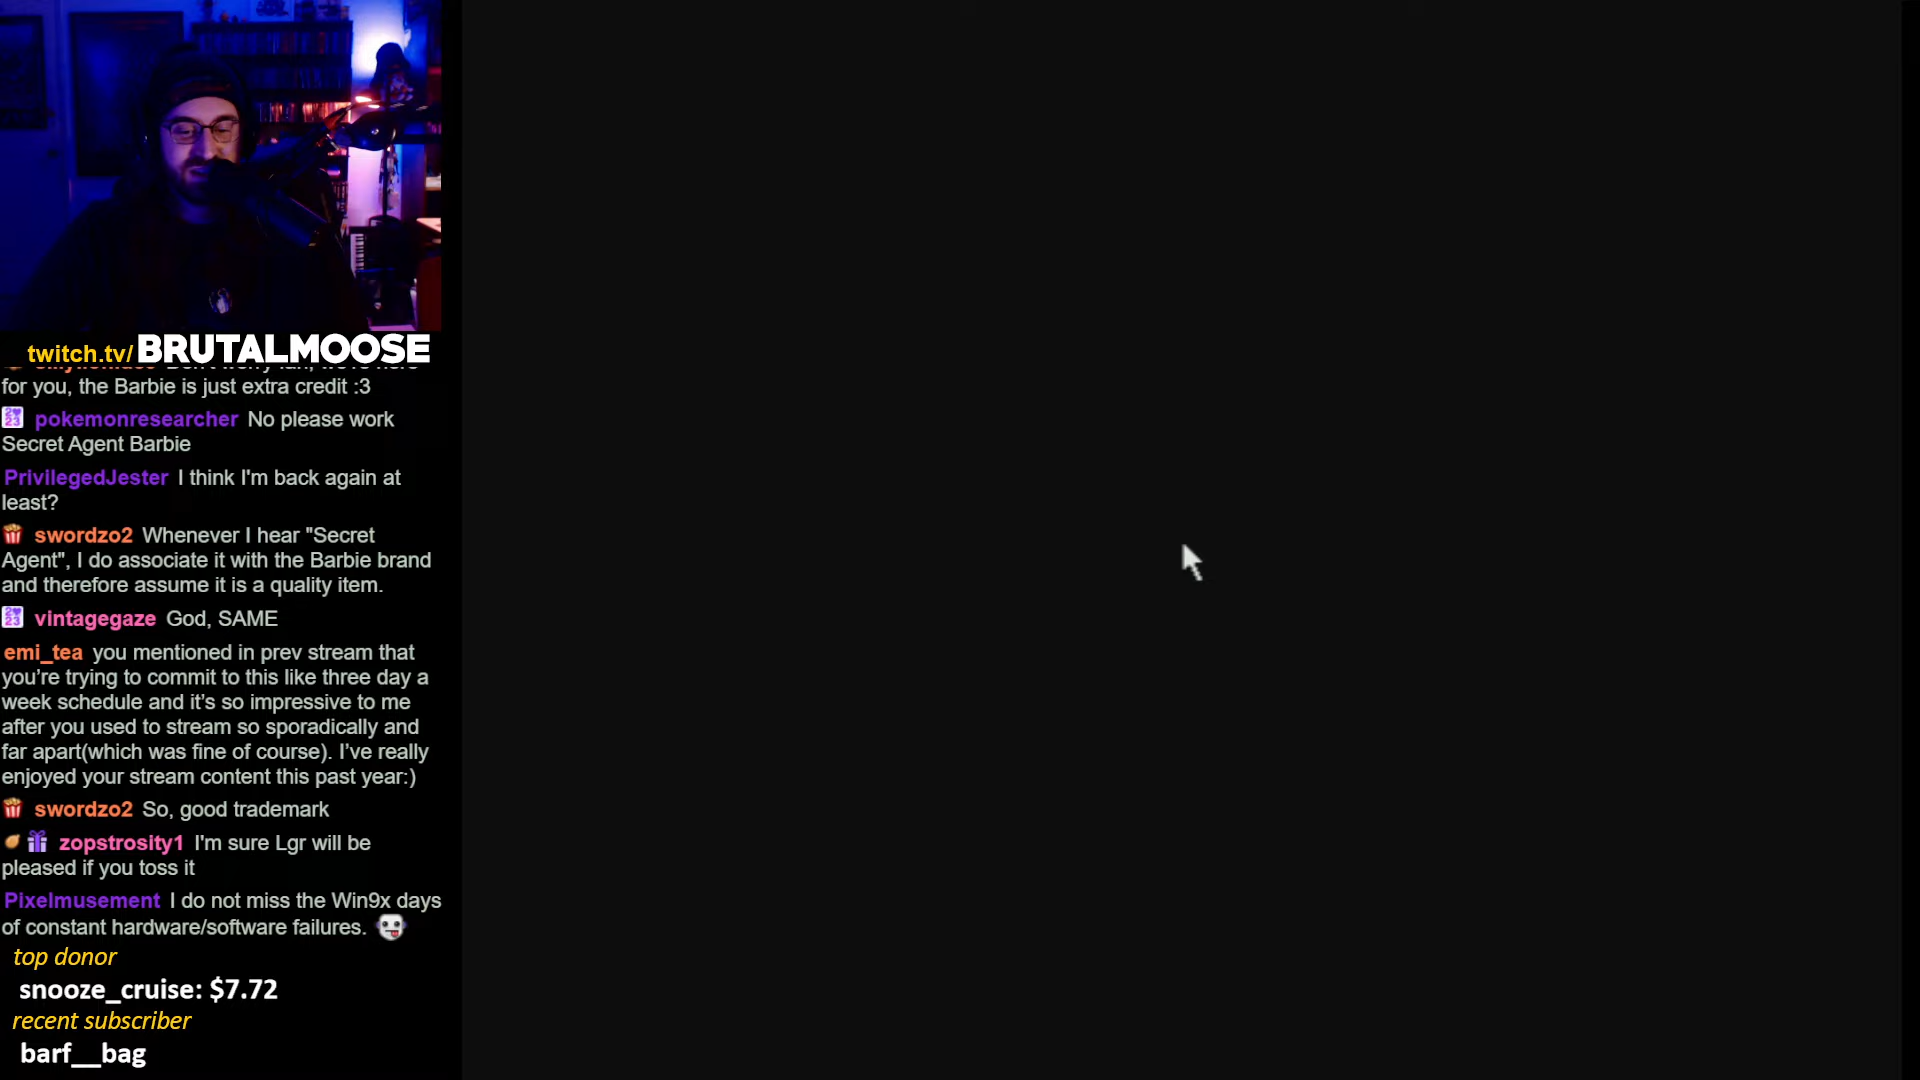 twitch.tv/BRUTALMOOSE
for you, the Barbie is just extra credit :3
pokemonresearcher No please work
Secret Agent Barbie
PrivilegedJester I think I'm back again at
least?
swordzo2 Whenever I hear "Secret
Agent", I do associate it with the Barbie brand
and therefore assume it is a quality item.
vintagegaze God, SAME
emi_tea you mentioned in prev stream that
you’re trying to commit to this like three day a
week schedule and it’s so impressive to me
after you used to stream so sporadically and
far apart(which was fine of course). I’ve really
enjoyed your stream content this past year:)
swordzo2 So, good trademark
zopstrosity1 I'm sure Lgr will be
pleased if you toss it
Pixelmusement I do not miss the Win9x days
of constant hardware/software failures.
top donor
snooze_cruise: $7.72
recent subscriber
barf__bag